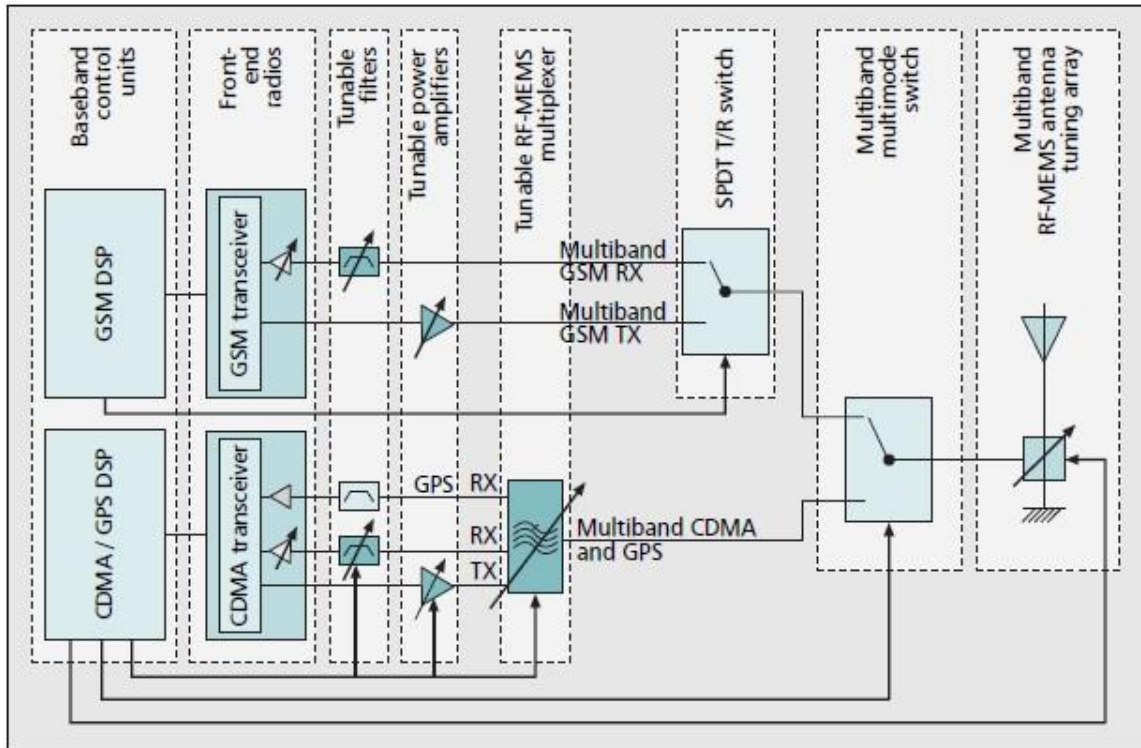 Baseband
control
units
Front-
end
radios
Tunable
filters
Tunable power
amplifiers
Tunable RF-MEMS
multiplexer
SPDT T/R switch
Multiband
multimode
switch
Multiband
RF-MEMS antenna
tuning array
GSM DSP
GSM transceiver
Multiband
GSM RX
Multiband
GSM TX
CDMA / GPS DSP
CDMA transceiver
GPS
RX
RX
TX
Multiband CDMA
and GPS